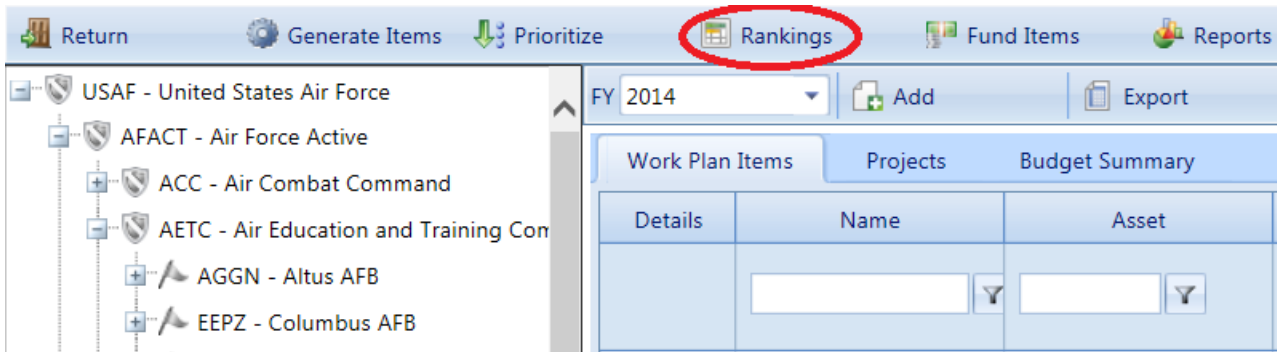 Return Generate Items Prioritize Rankings Fund Items Reports
USAF - United States Air Force
AFACT - Air Force Active
ACC - Air Combat Command
AETC - Air Education and Training Com
AGGN - Altus AFB
EEPZ - Columbus AFB
FY 2014 Add Export
Work Plan Items Projects Budget Summary
Details Name Asset